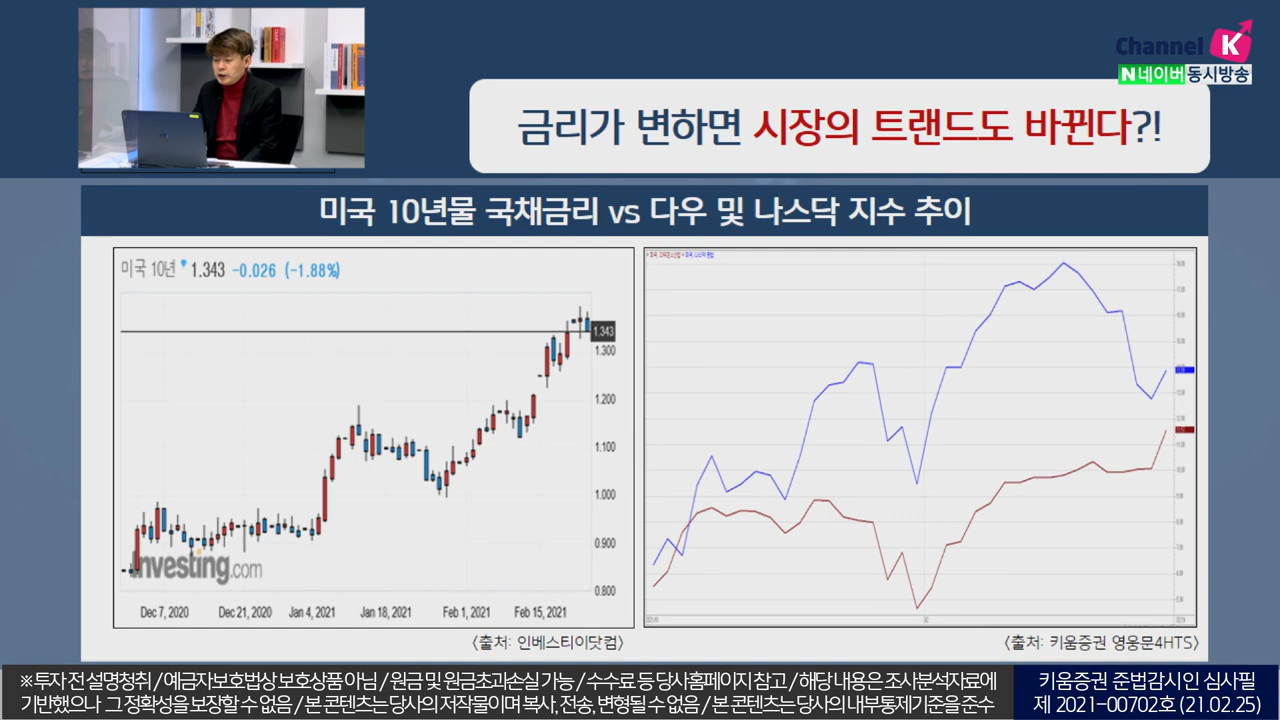 Channel K
N네이버 동시방송
금리가 변하면 시장의 트랜드도 바뀐다?!
미국 10년물 국채금리 vs 다우 및 나스닥 지수 추이
미국 10년 1.343 -0.026 (-1.88%)
1.343
1.300
1.200
1.100
1.000
0.900
0.800
Investing.com
Dec 7, 2020 Dec 21, 2020 Jan 4, 2021 Jan 18, 2021 Feb 1, 2021 Feb 15, 2021
<출처: 인베스티이닷컴>
<출처: 키움증권 영웅문4HTS>
※ 투자 전 설명청취 / 예금자보호법상 보호상품 아님 / 원금 및 원금초과손실 가능 / 수수료 등 당사홈페이지 참고 / 해당 내용은 조사분석자료에
기반했으나 그 정확성을 보장할 수 없음 / 본 콘텐츠는 당사의 저작물이며 복사, 전송, 변형될 수 없음 / 본 콘텐츠는 당사의 내부통제기준을 준수
키움증권 준법감시인 심사필
제 2021-00702호 (21.02.25)